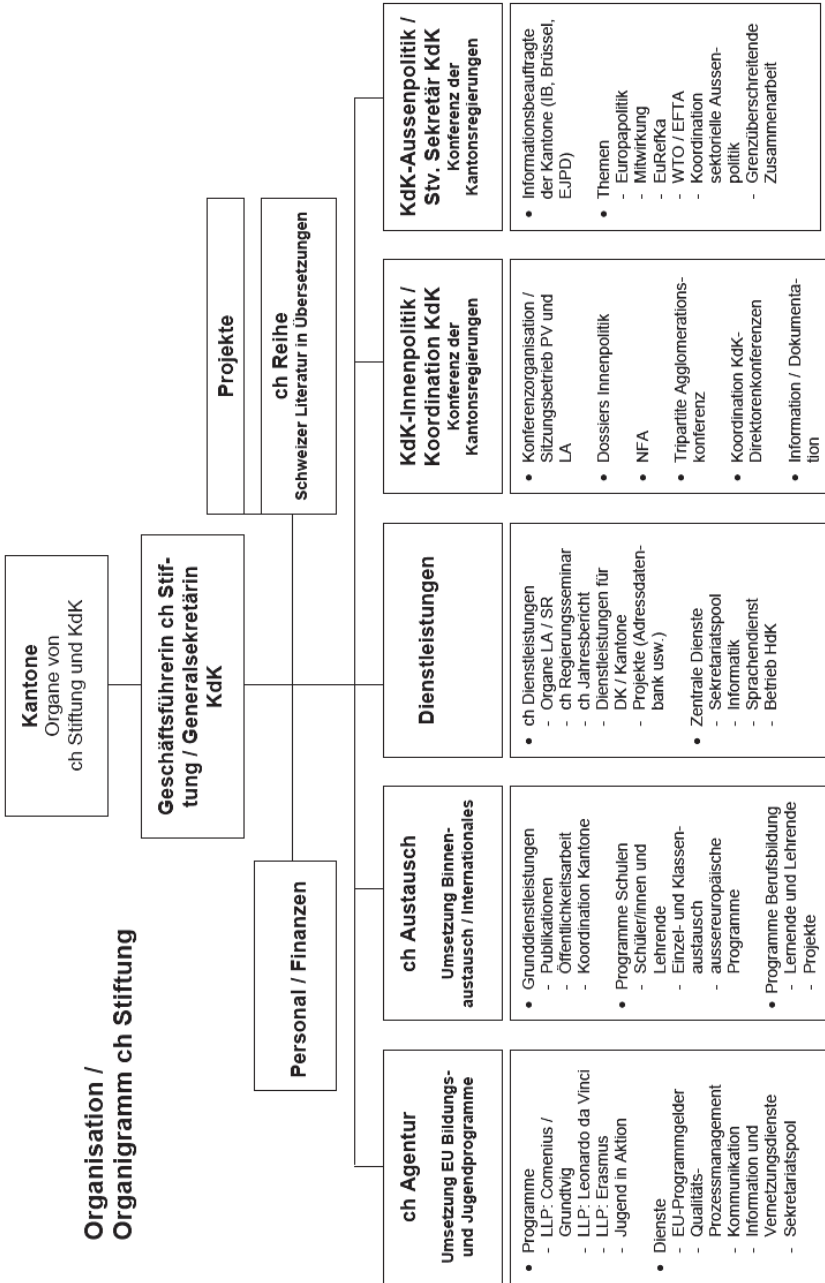 Organisation /
Organigramm ch Stiftung
Kantone
Organe von
ch Stiftung und KdK
Geschäftsführerin ch Stif-
tung / Generalsekretärin
KdK
Personal / Finanzen
Projekte
ch Reihe
Schweizer Literatur in Übersetzungen
ch Agentur
Umsetzung EU Bildungs-
und Jugendprogramme
• Programme
- LLP: Comenius /
Grundtvig
- LLP: Leonardo da Vinci
- LLP: Erasmus
- Jugend in Aktion
• Dienste
- EU-Programmgelder
- Qualitäts-
Prozessmanagement
- Kommunikation
- Information und
Vernetzungsdienste
- Sekretariatspool
ch Austausch
Umsetzung Binnen-
austausch / Internationales
• Grunddienstleistungen
- Publikationen
- Öffentlichkeitsarbeit
- Koordination Kantone
• Programme Schulen
- Schüler/innen und
Lehrende
- Einzel- und Klassen-
austausch
- aussereuropäische
Programme
• Programme Berufsbildung
- Lernende und Lehrende
- Projekte
Dienstleistungen
• ch Dienstleistungen
- Organe LA / SR
- ch Regierungsseminar
- ch Jahresbericht
- Dienstleistungen für
DK / Kantone
- Projekte (Adressdaten-
bank usw.)
• Zentrale Dienste
- Sekretariatspool
- Informatik
- Sprachendienst
- Betrieb HdK
KdK-Innenpolitik /
Koordination KdK
Konferenz der
Kantonsregierungen
• Konferenzorganisation /
Sitzungsbetrieb PV und
LA
• Dossiers Innenpolitik
• NFA
• Tripartite Agglomerations-
konferenz
• Koordination KdK-
Direktorenkonferenzen
• Information / Dokumenta-
tion
KdK-Aussenpolitik /
Stv. Sekretär KdK
Konferenz der
Kantonsregierungen
• Informationsbeauftragte
der Kantone (IB, Brüssel,
EJPD)
• Themen
- Europapolitik
- Mitwirkung
- EuRefKa
- WTO / EFTA
- Koordination
sektorielle Aussen-
politik
- Grenzüberschreitende
Zusammenarbeit